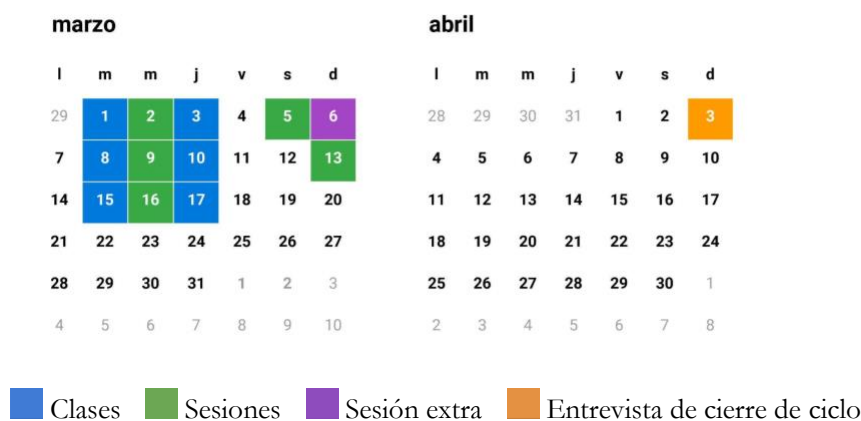 marzo
l m m j v s d
29 1 2 3 4 5 6
7 8 9 10 11 12 13
14 15 16 17 18 19 20
21 22 23 24 25 26 27
28 29 30 31 1 2 3
4 5 6 7 8 9 10
abril
l m m j v s d
28 29 30 31 1 2 3
4 5 6 7 8 9 10
11 12 13 14 15 16 17
18 19 20 21 22 23 24
25 26 27 28 29 30 1
2 3 4 5 6 7 8
Clases Sesiones Sesión extra Entrevista de cierre de ciclo